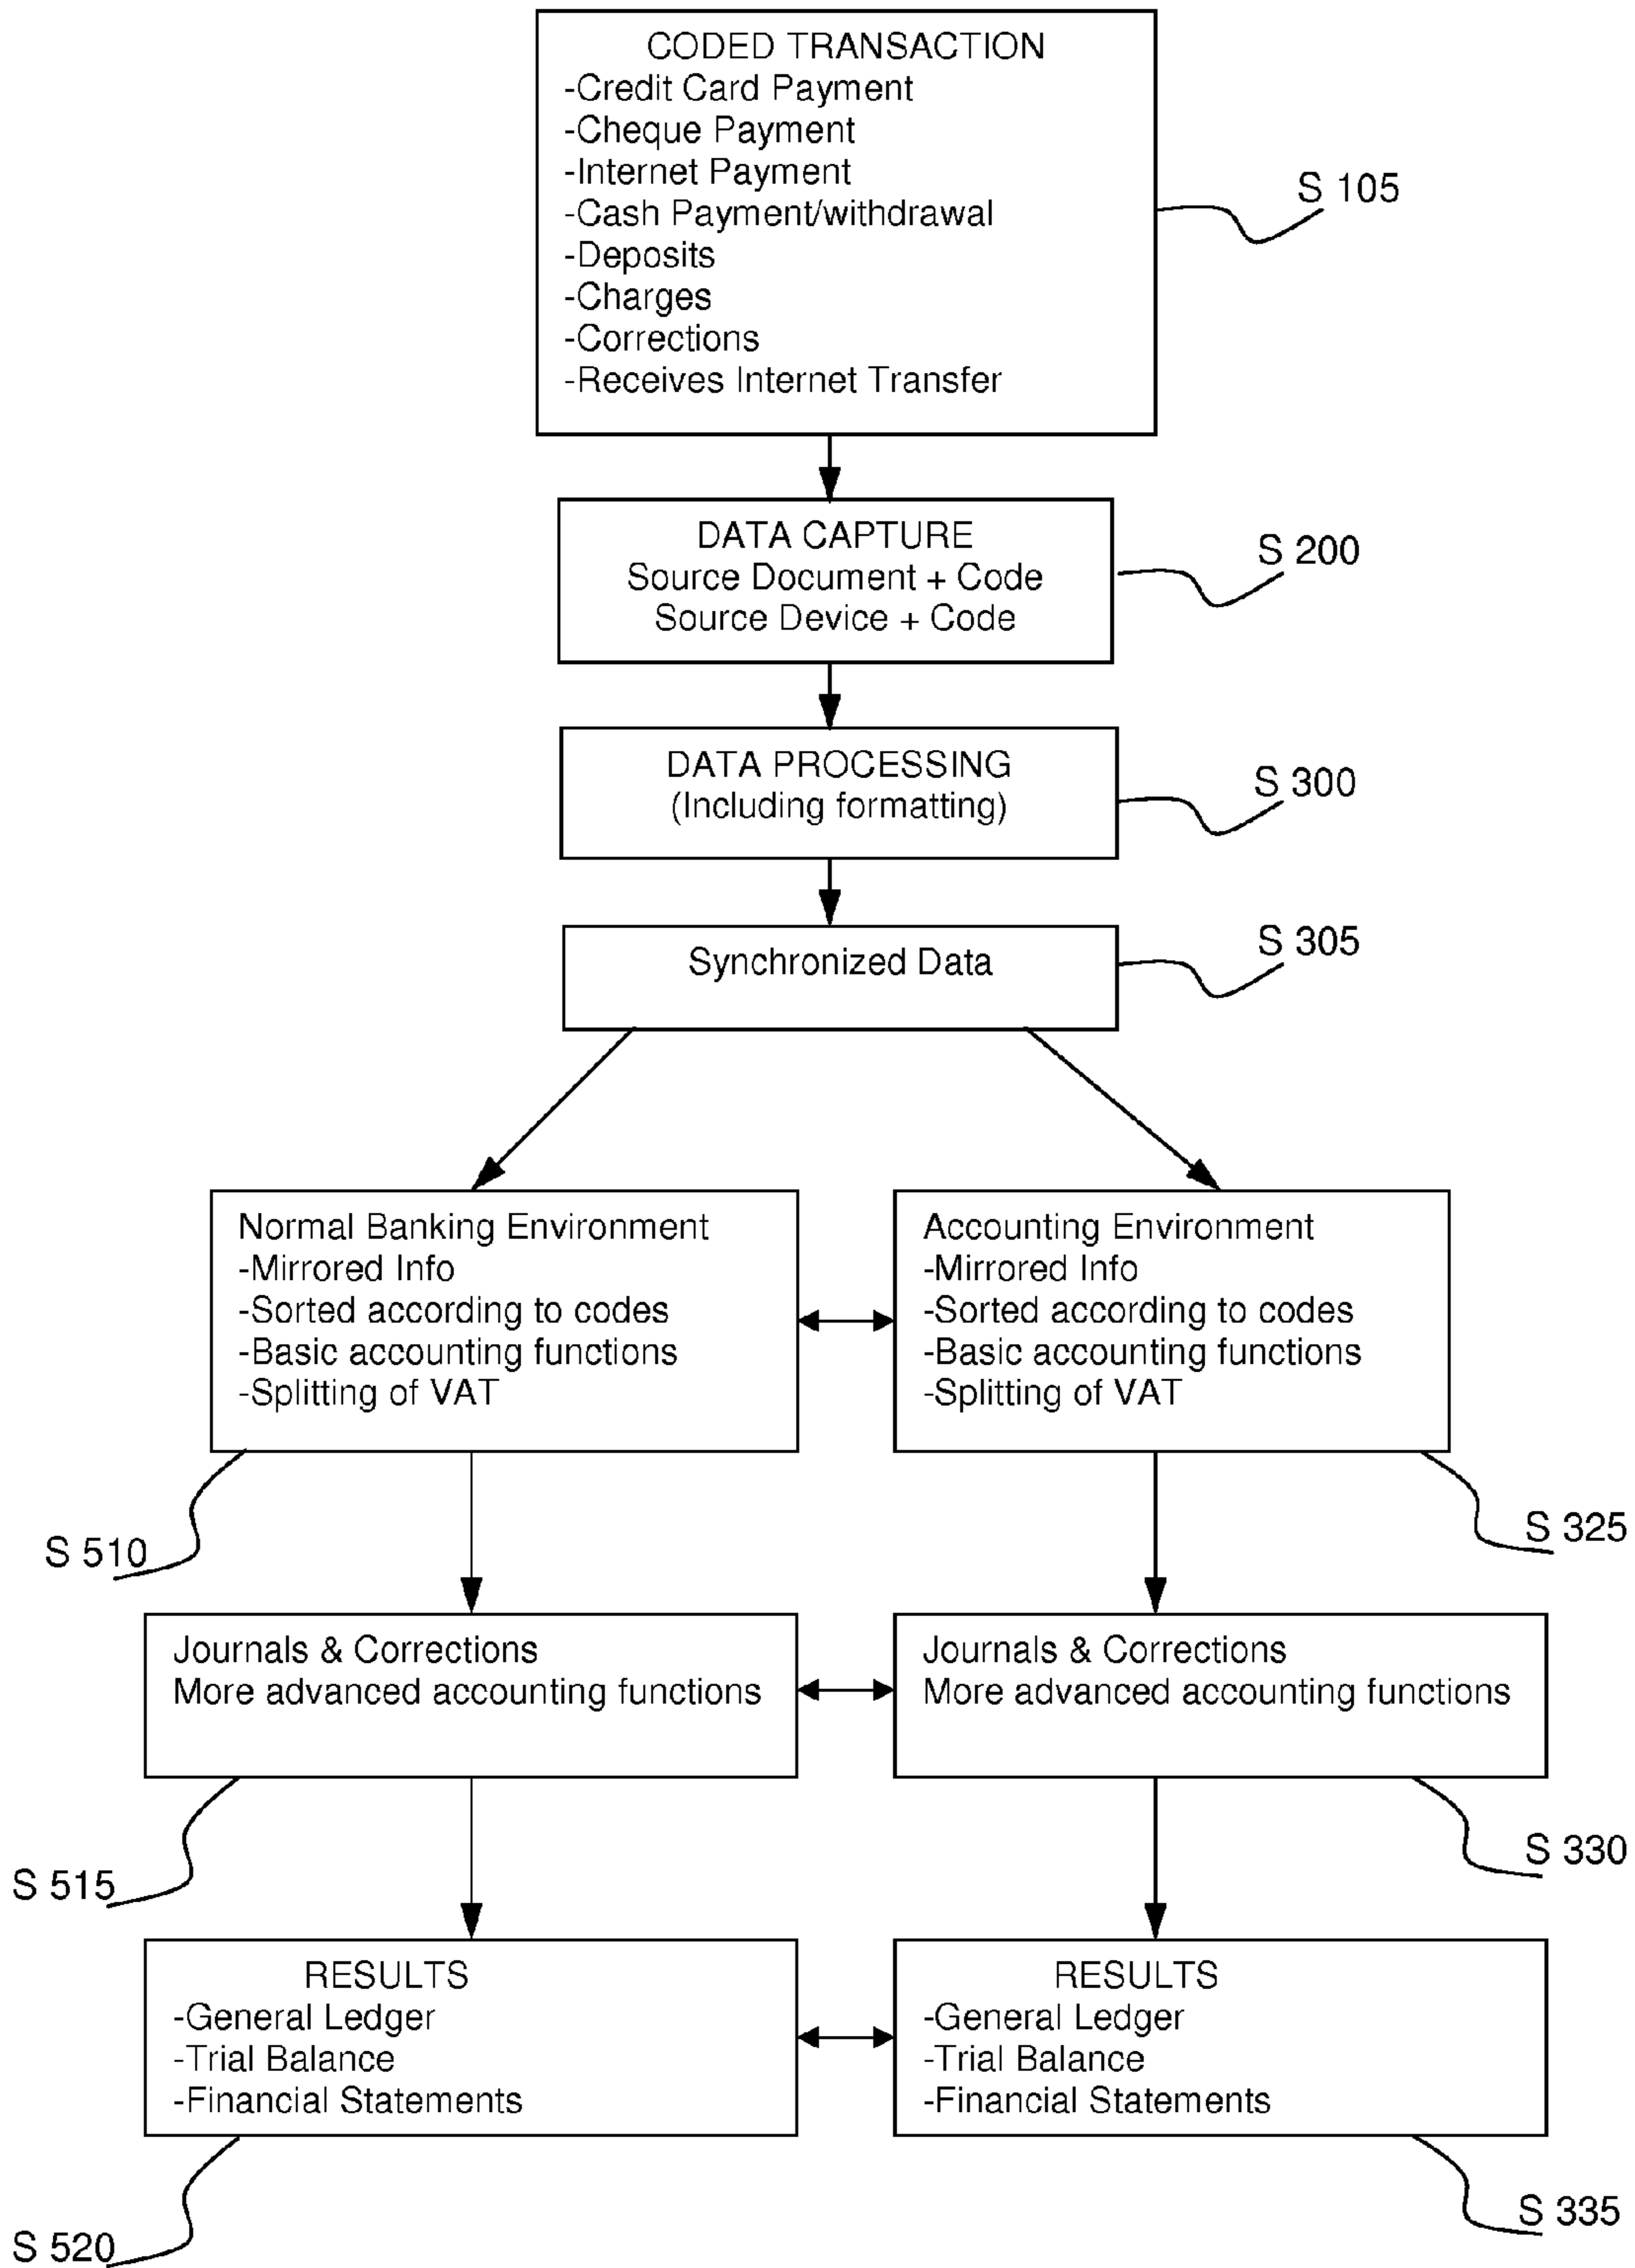 CODED TRANSACTION
-Credit Card Payment
-Cheque Payment
-Internet Payment
-Cash Payment/withdrawal
-Deposits
-Charges
-Corrections
-Receives Internet Transfer
S 105
DATA CAPTURE
Source Document + Code
Source Device + Code
S 200
DATA PROCESSING
(Including formatting)
S 300
Synchronized Data
S 305
Normal Banking Environment
-Mirrored Info
-Sorted according to codes
-Basic accounting functions
-Splitting of VAT
S 510
Accounting Environment
-Mirrored Info
-Sorted according to codes
-Basic accounting functions
-Splitting of VAT
S 325
Journals & Corrections
More advanced accounting functions
S 515
Journals & Corrections
More advanced accounting functions
S 330
RESULTS
-General Ledger
-Trial Balance
-Financial Statements
S 520
RESULTS
-General Ledger
-Trial Balance
-Financial Statements
S 335